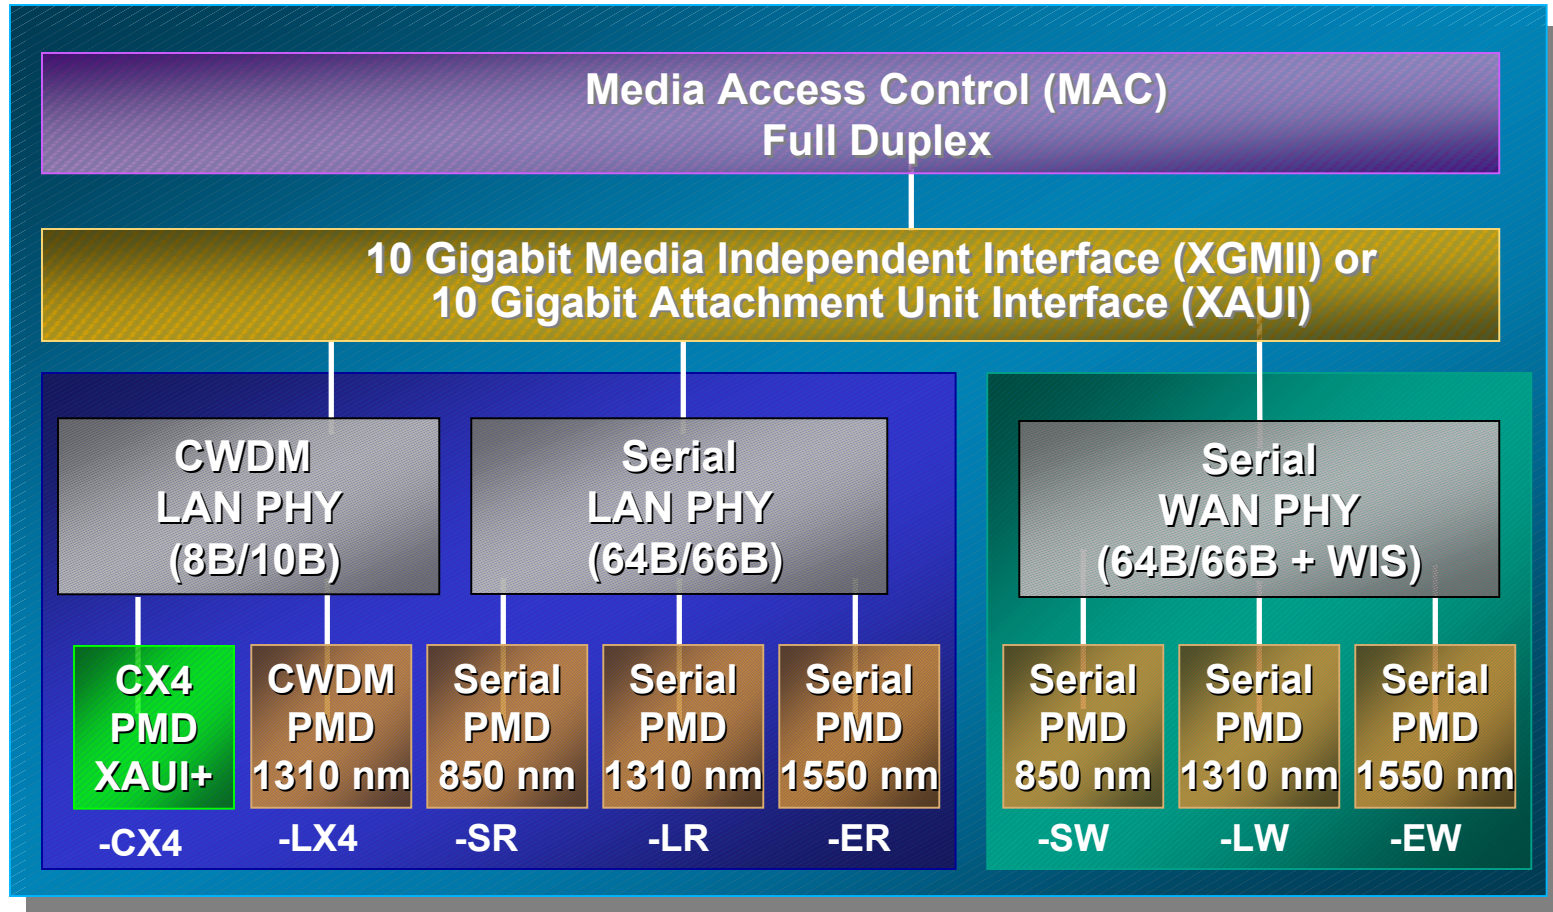 Media Access Control (MAC)
Full Duplex
10 Gigabit Media Independent Interface (XGMII) or
10 Gigabit Attachment Unit Interface (XAUI)
CWDM
LAN PHY
(8B/10B)
Serial
LAN PHY
(64B/66B)
Serial
WAN PHY
(64B/66B + WIS)
CX4
PMD
XAUI+
CWDM
PMD
1310 nm
Serial
PMD
850 nm
Serial
PMD
1310 nm
Serial
PMD
1550 nm
Serial
PMD
850 nm
Serial
PMD
1310 nm
Serial
PMD
1550 nm
-CX4
-LX4
-SR
-LR
-ER
-SW
-LW
-EW